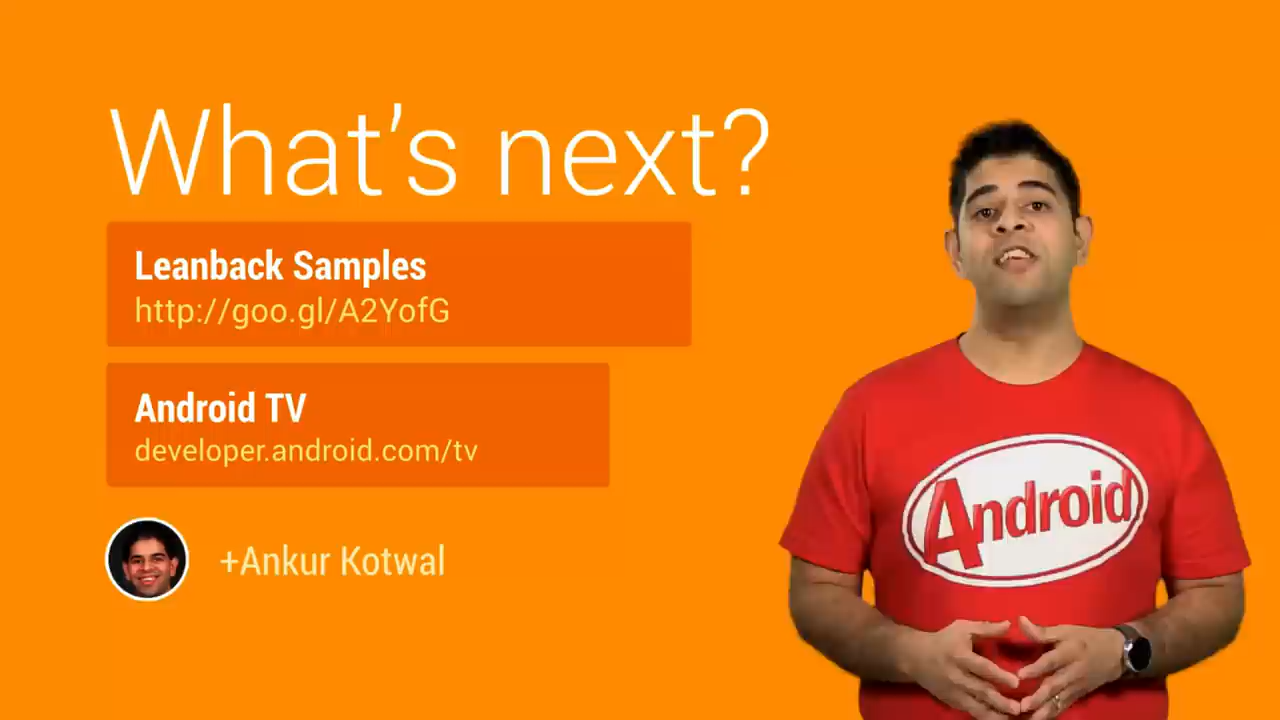 What's next?
Leanback Samples
http://goo.gl/A2YofG
Android TV
developer.android.com/tv
+Ankur Kotwal
Android